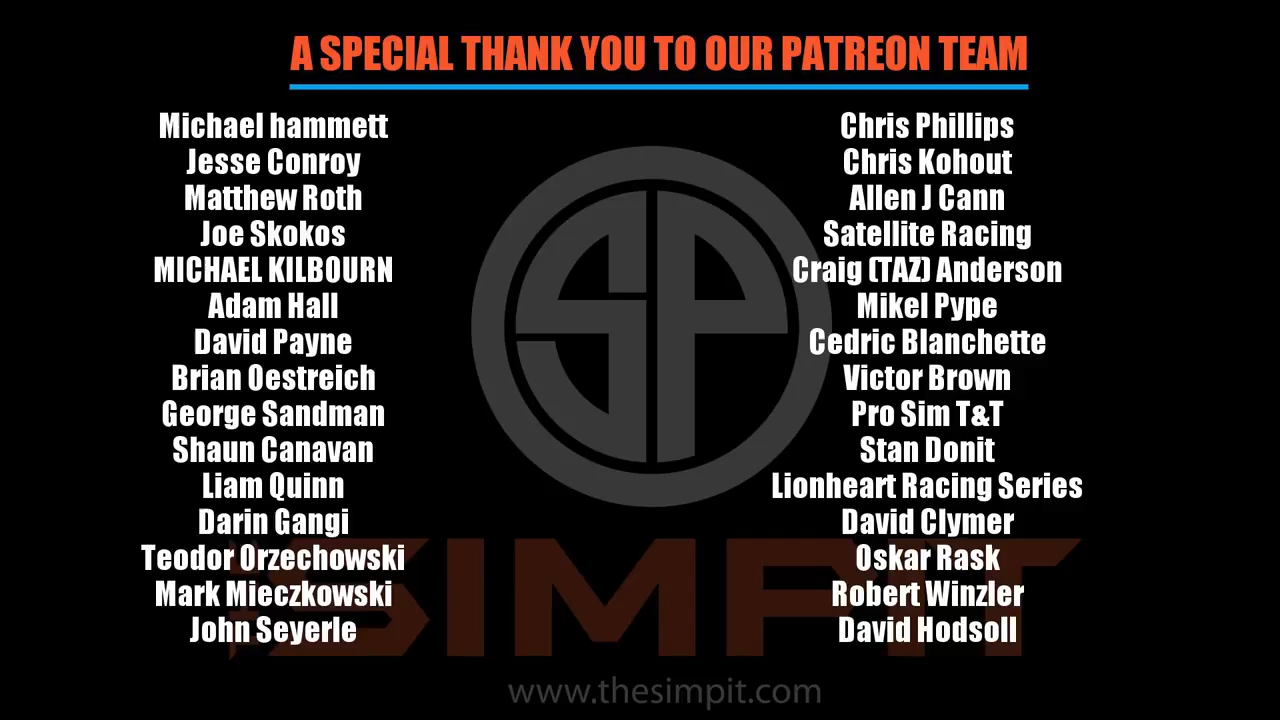 A SPECIAL THANK YOU TO OUR PATREON TEAM
Michael hammett
Jesse Conroy
Matthew Roth
Joe Skokos
MICHAEL KILBOURN
Adam Hall
David Payne
Brian Oestreich
George Sandman
Shaun Canavan
Liam Quinn
Darin Gangi
Teodor Orzechowski
Mark Mieczkowski
John Seyerle
Chris Phillips
Chris Kohout
Allen J Cann
Satellite Racing
Craig (TAZ) Anderson
Mikel Pype
Cedric Blanchette
Victor Brown
Pro Sim T&T
Stan Donit
Lionheart Racing Series
David Clymer
Oskar Rask
Robert Winzler
David Hodsoll
SP
SIMPIT
www.thesimpit.com